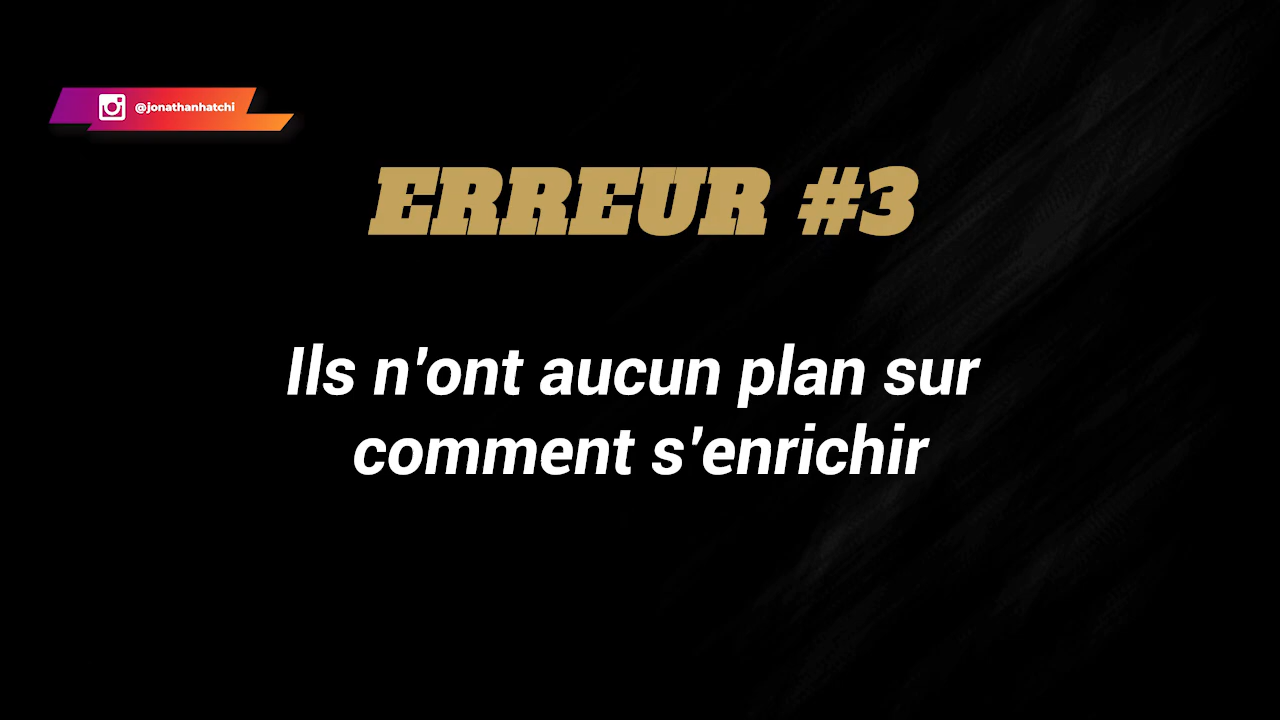 @jonathanhatchi
ERREUR #3
Ils n'ont aucun plan sur
comment s'enrichir